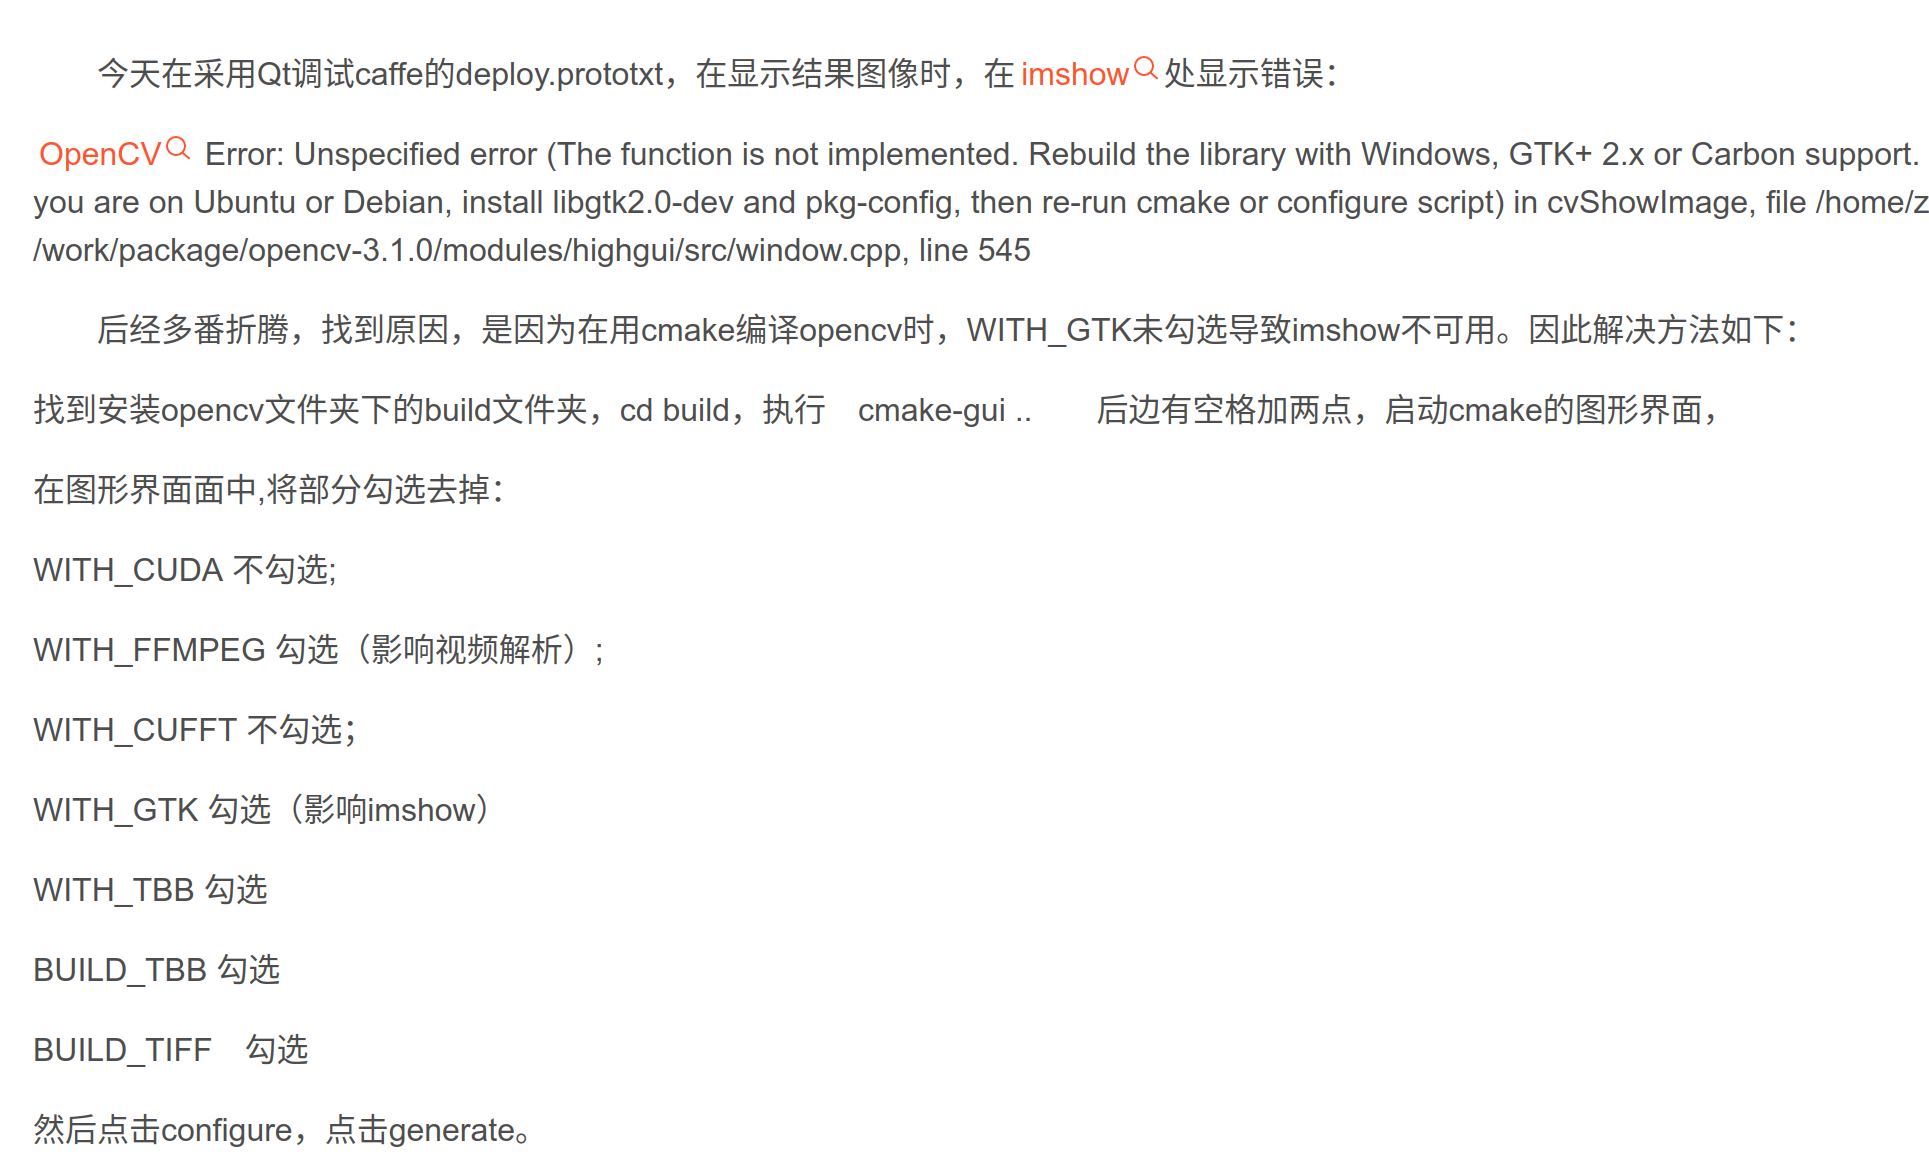 今天在采用Qt调试caffe的deploy.prototxt，在显示结果图像时，在imshow处显示错误：
OpenCV Error: Unspecified error (The function is not implemented. Rebuild the library with Windows, GTK+ 2.x or Carbon support.
you are on Ubuntu or Debian, install libgtk2.0-dev and pkg-config, then re-run cmake or configure script) in cvShowImage, file /home/z
/work/package/opencv-3.1.0/modules/highgui/src/window.cpp, line 545
后经多番折腾，找到原因，是因为在用cmake编译opencv时，WITH_GTK未勾选导致imshow不可用。因此解决方法如下：
找到安装opencv文件夹下的build文件夹，cd build，执行　cmake-gui ..　　后边有空格加两点，启动cmake的图形界面，
在图形界面面中,将部分勾选去掉：
WITH_CUDA 不勾选;
WITH_FFMPEG 勾选（影响视频解析）;
WITH_CUFFT 不勾选；
WITH_GTK 勾选（影响imshow）
WITH_TBB 勾选
BUILD_TBB 勾选
BUILD_TIFF　勾选
然后点击configure，点击generate。